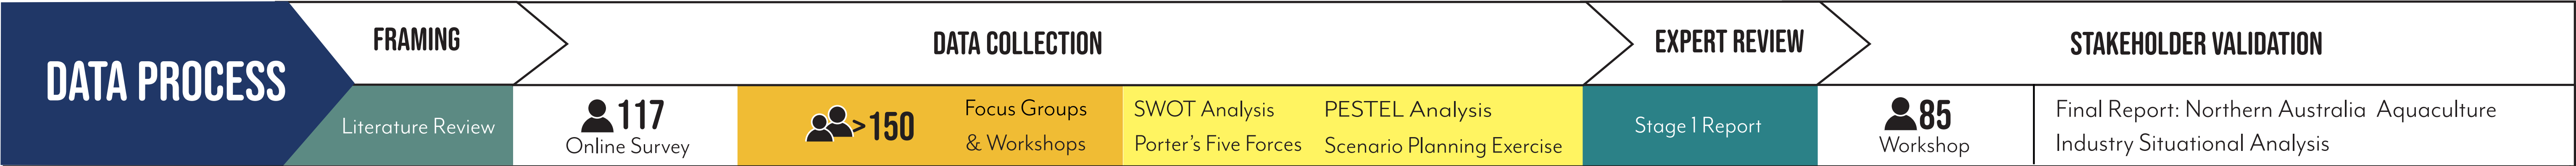 DATA PROCESS
FRAMING
DATA COLLECTION
EXPERT REVIEW
STAKEHOLDER VALIDATION
Literature Review
117
Online Survey
>150
Focus Groups
& Workshops
SWOT Analysis
Porter's Five Forces
PESTEL Analysis
Scenario Planning Exercise
Stage 1 Report
85
Workshop
Final Report: Northern Australia Aquaculture
Industry Situational Analysis